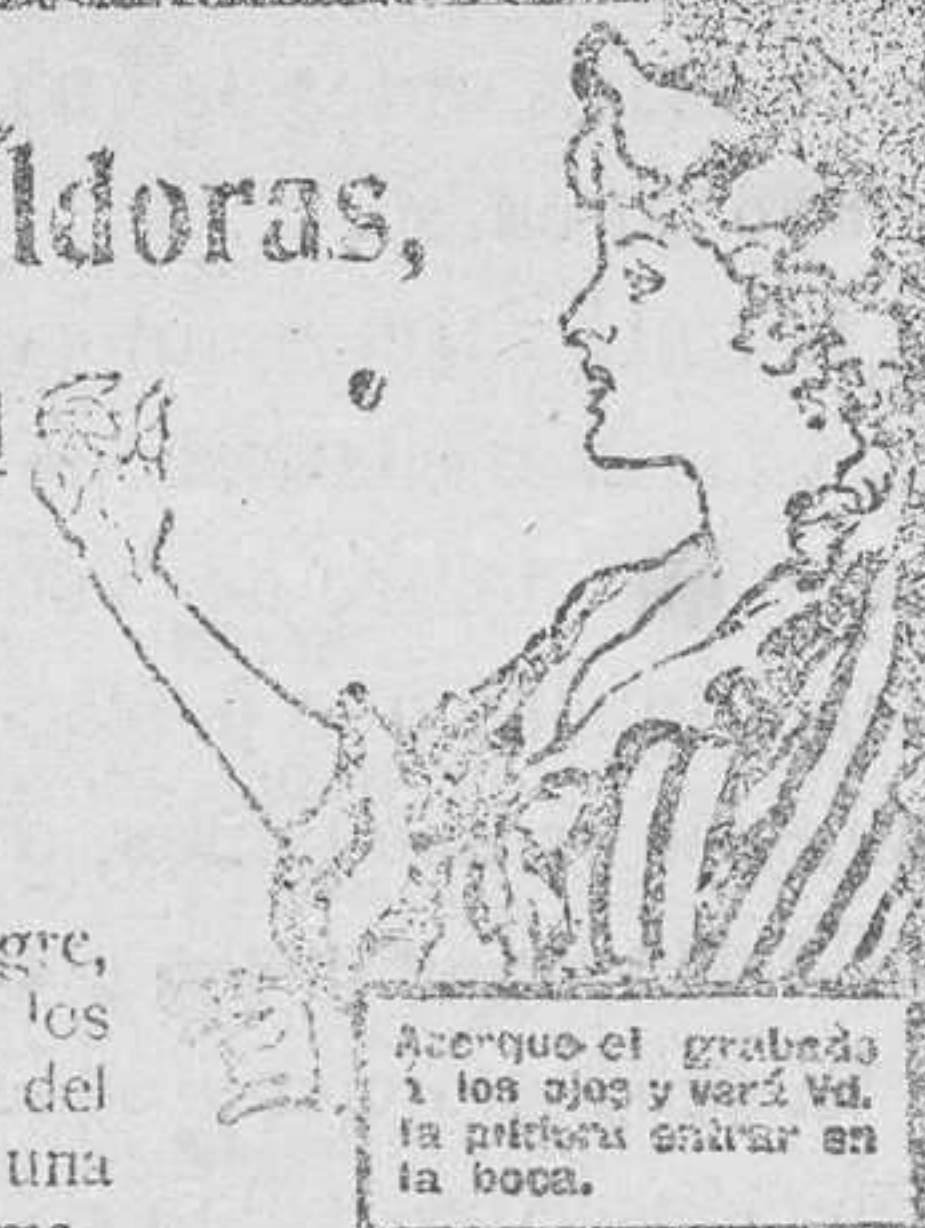 ldoras,
gre,
los
del
una
Acerque el grabado
á los ojos y verá Vd.
la píldora entrar en
la boca.